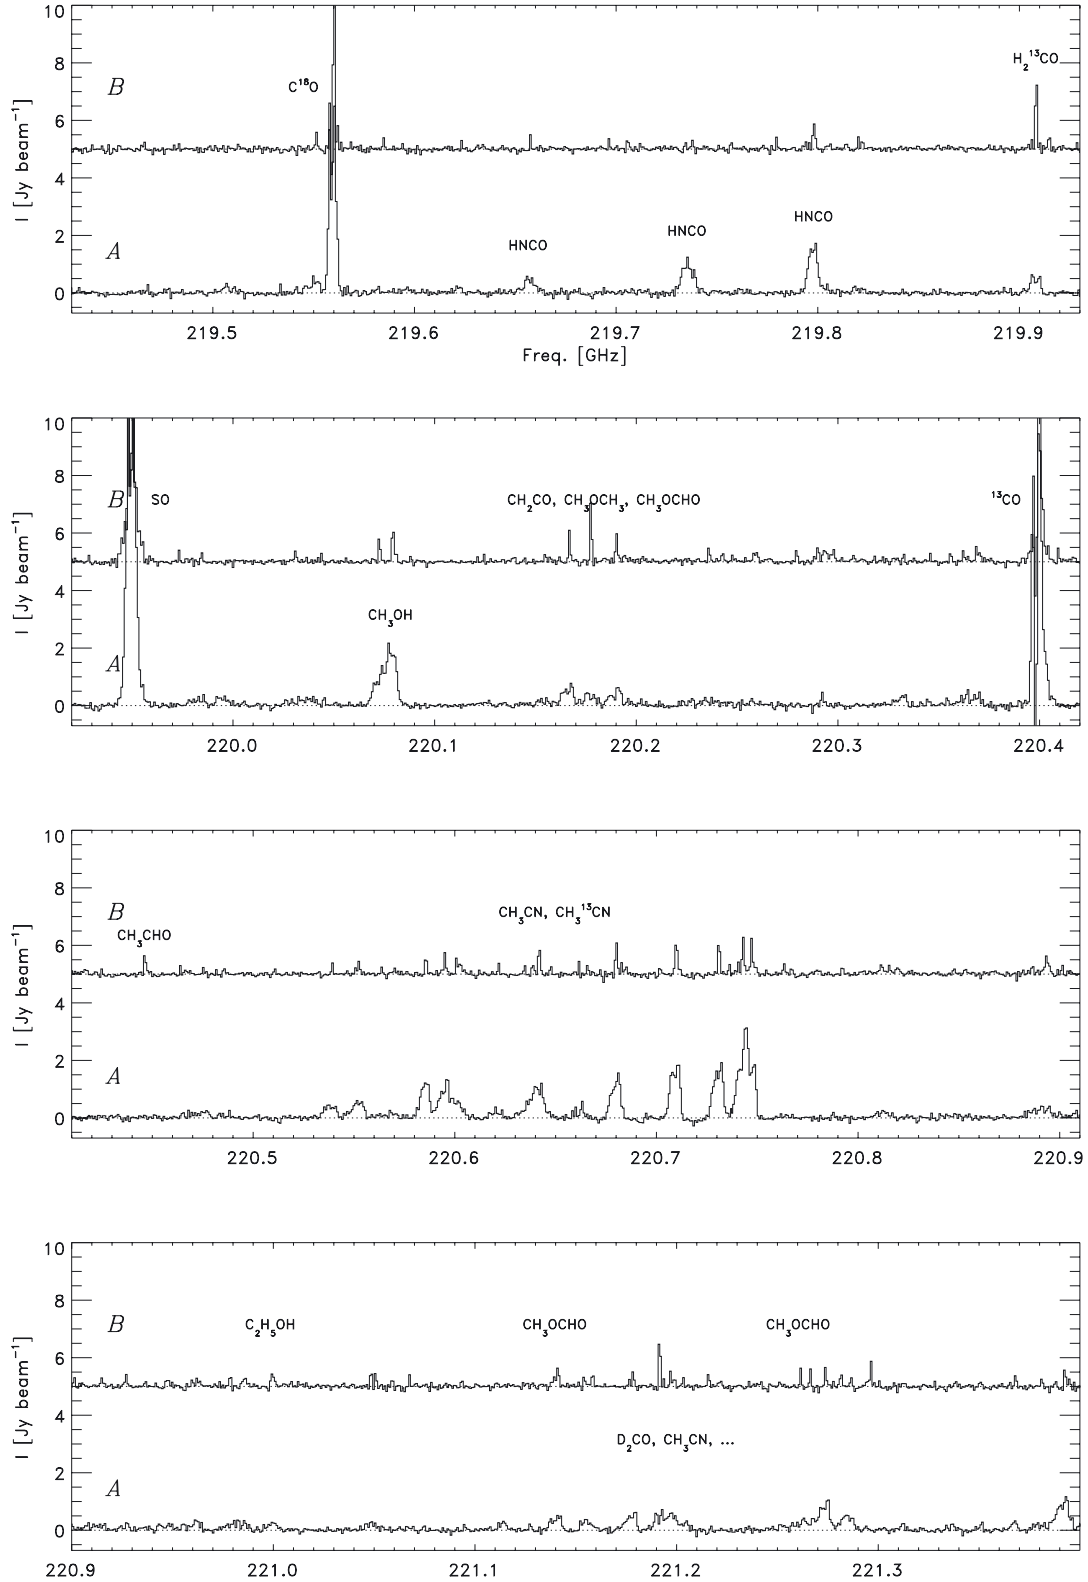 10
C¹⁸O
H₂¹³CO
8
B
6
I [Jy beam⁻¹]
4
HNCO
HNCO
HNCO
2
A
0
219.5 219.6 219.7 219.8 219.9
Freq. [GHz]
10
8
B SO CH₂CO, CH₃OCH₃, CH₃OCHO ¹³CO
6
I [Jy beam⁻¹]
4
CH₃OH
2
A
0
220.0 220.1 220.2 220.3 220.4
10
8
B CH₃CN, CH₃¹³CN
CH₃CHO
6
I [Jy beam⁻¹]
4
2
A
0
220.5 220.6 220.7 220.8 220.9
10
8
B C₂H₅OH CH₃OCHO CH₃OCHO
6
I [Jy beam⁻¹]
4
D₂CO, CH₃CN, ...
2
A
0
220.9 221.0 221.1 221.2 221.3